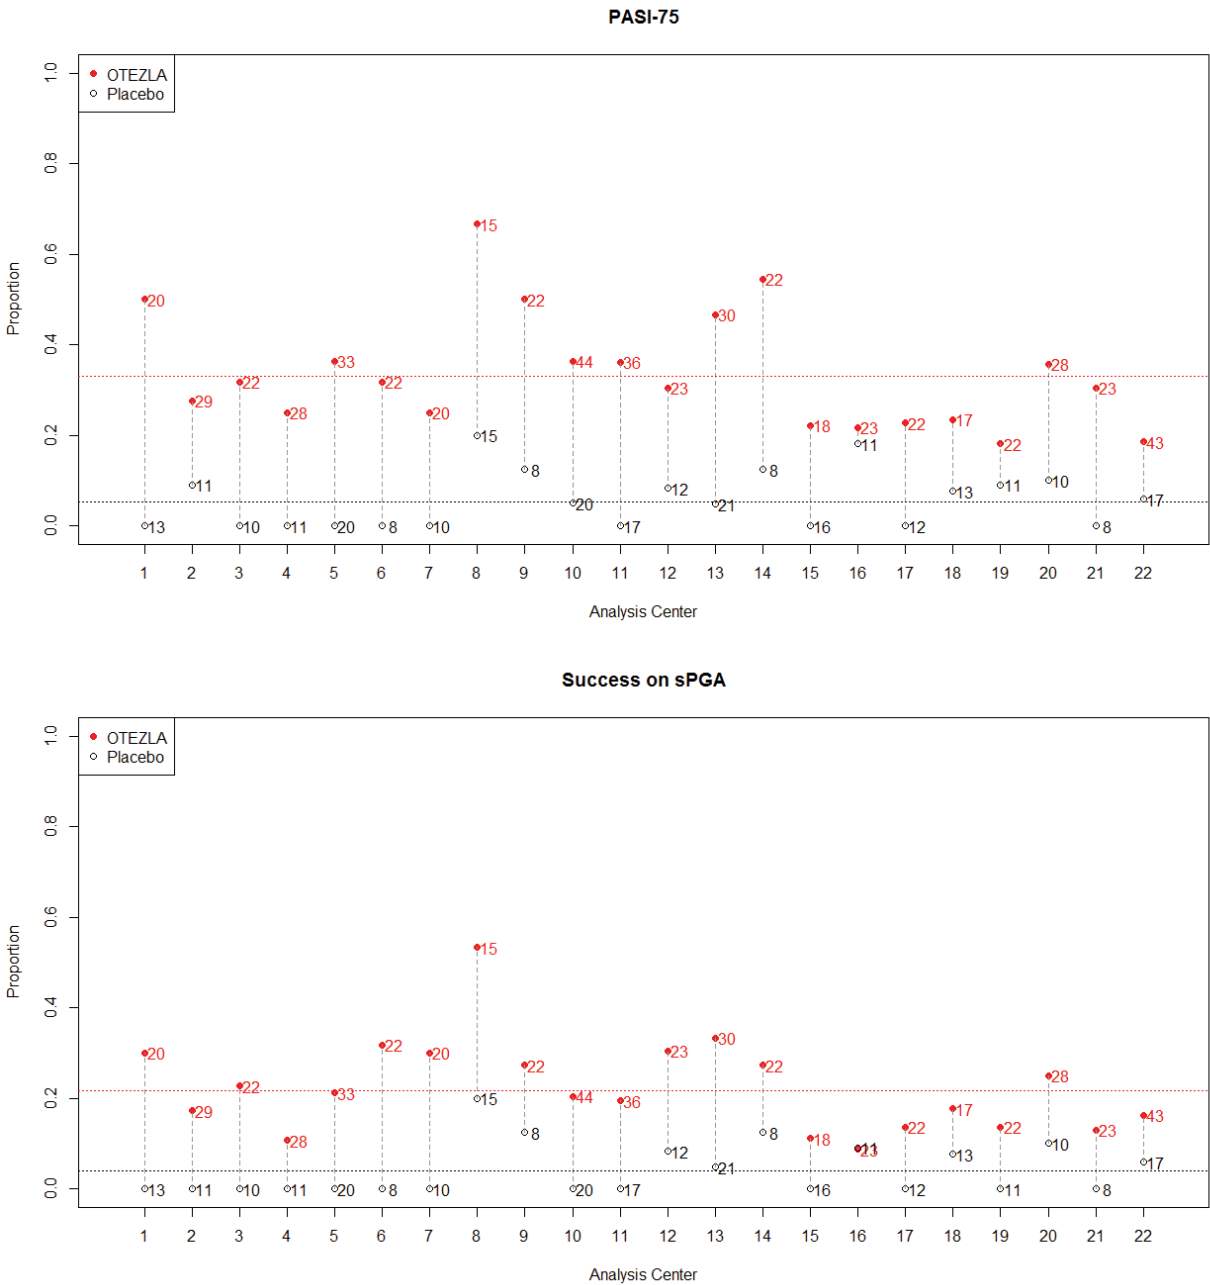 PASI-75
OTEZLA
Placebo
Proportion
1.0
0.8
0.6
0.4
0.2
0.0
20 29 22 28 33 22 20 15 22 44 36 23 30 22 18 23 22 17 22 28 23 43
13 11 10 11 20 8 10 15 8 20 17 12 21 8 16 11 12 13 11 10 8 17
1 2 3 4 5 6 7 8 9 10 11 12 13 14 15 16 17 18 19 20 21 22
Analysis Center
Success on sPGA
OTEZLA
Placebo
Proportion
1.0
0.8
0.6
0.4
0.2
0.0
20 29 22 28 33 22 20 15 22 44 36 23 30 22 18 23 22 17 22 28 23 43
13 11 10 11 20 8 10 15 8 20 17 12 21 8 16 11 12 13 11 10 8 17
1 2 3 4 5 6 7 8 9 10 11 12 13 14 15 16 17 18 19 20 21 22
Analysis Center